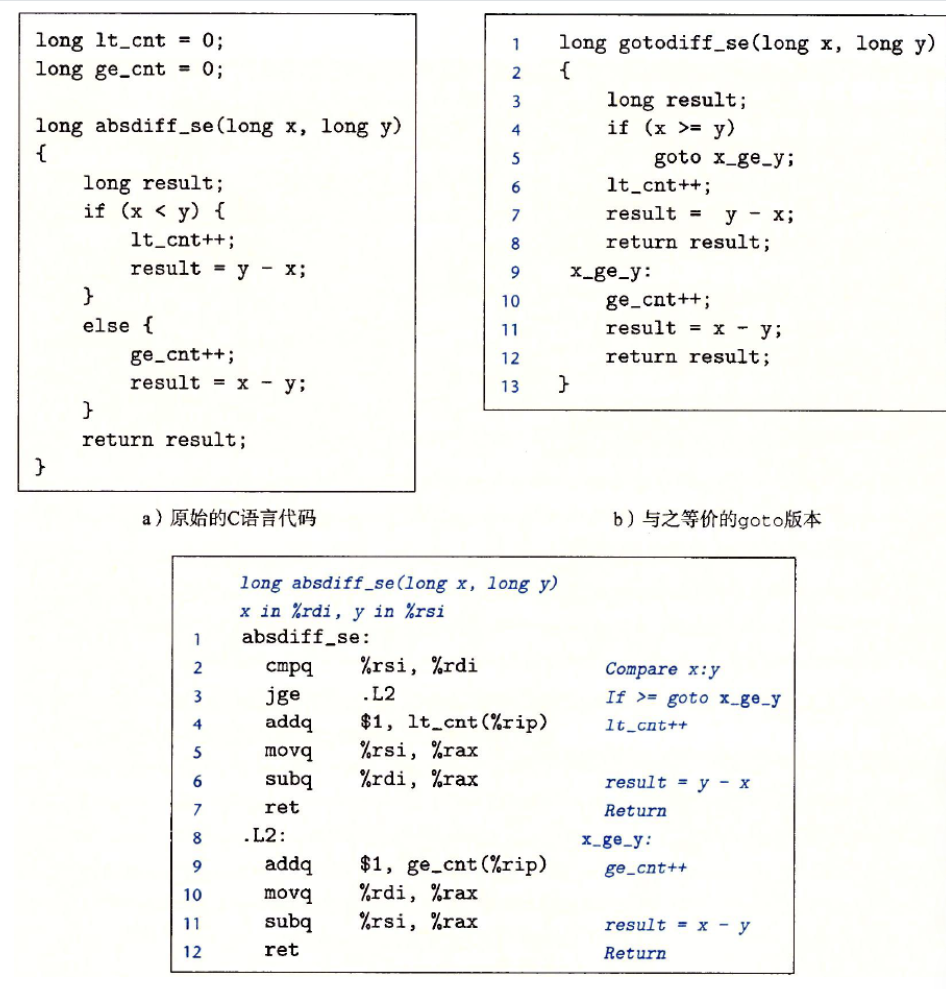 long lt_cnt = 0;
long ge_cnt = 0;
long absdiff_se(long x, long y)
{
    long result;
    if (x < y) {
        lt_cnt++;
        result = y - x;
    }
    else {
        ge_cnt++;
        result = x - y;
    }
    return result;
}
a）原始的C语言代码
1    long gotodiff_se(long x, long y)
2    {
3        long result;
4        if (x >= y)
5            goto x_ge_y;
6        lt_cnt++;
7        result =  y - x;
8        return result;
9     x_ge_y:
10       ge_cnt++;
11       result = x - y;
12       return result;
13   }
b）与之等价的goto版本
long absdiff_se(long x, long y)
x in %rdi, y in %rsi
1    absdiff_se:
2      cmpq    %rsi, %rdi    Compare x:y
3      jge     .L2    If >= goto x_ge_y
4      addq    $1, lt_cnt(%rip)    lt_cnt++
5      movq    %rsi, %rax
6      subq    %rdi, %rax    result = y - x
7      ret    Return
8    .L2:    x_ge_y:
9      addq    $1, ge_cnt(%rip)    ge_cnt++
10     movq    %rdi, %rax
11     subq    %rsi, %rax    result = x - y
12     ret    Return